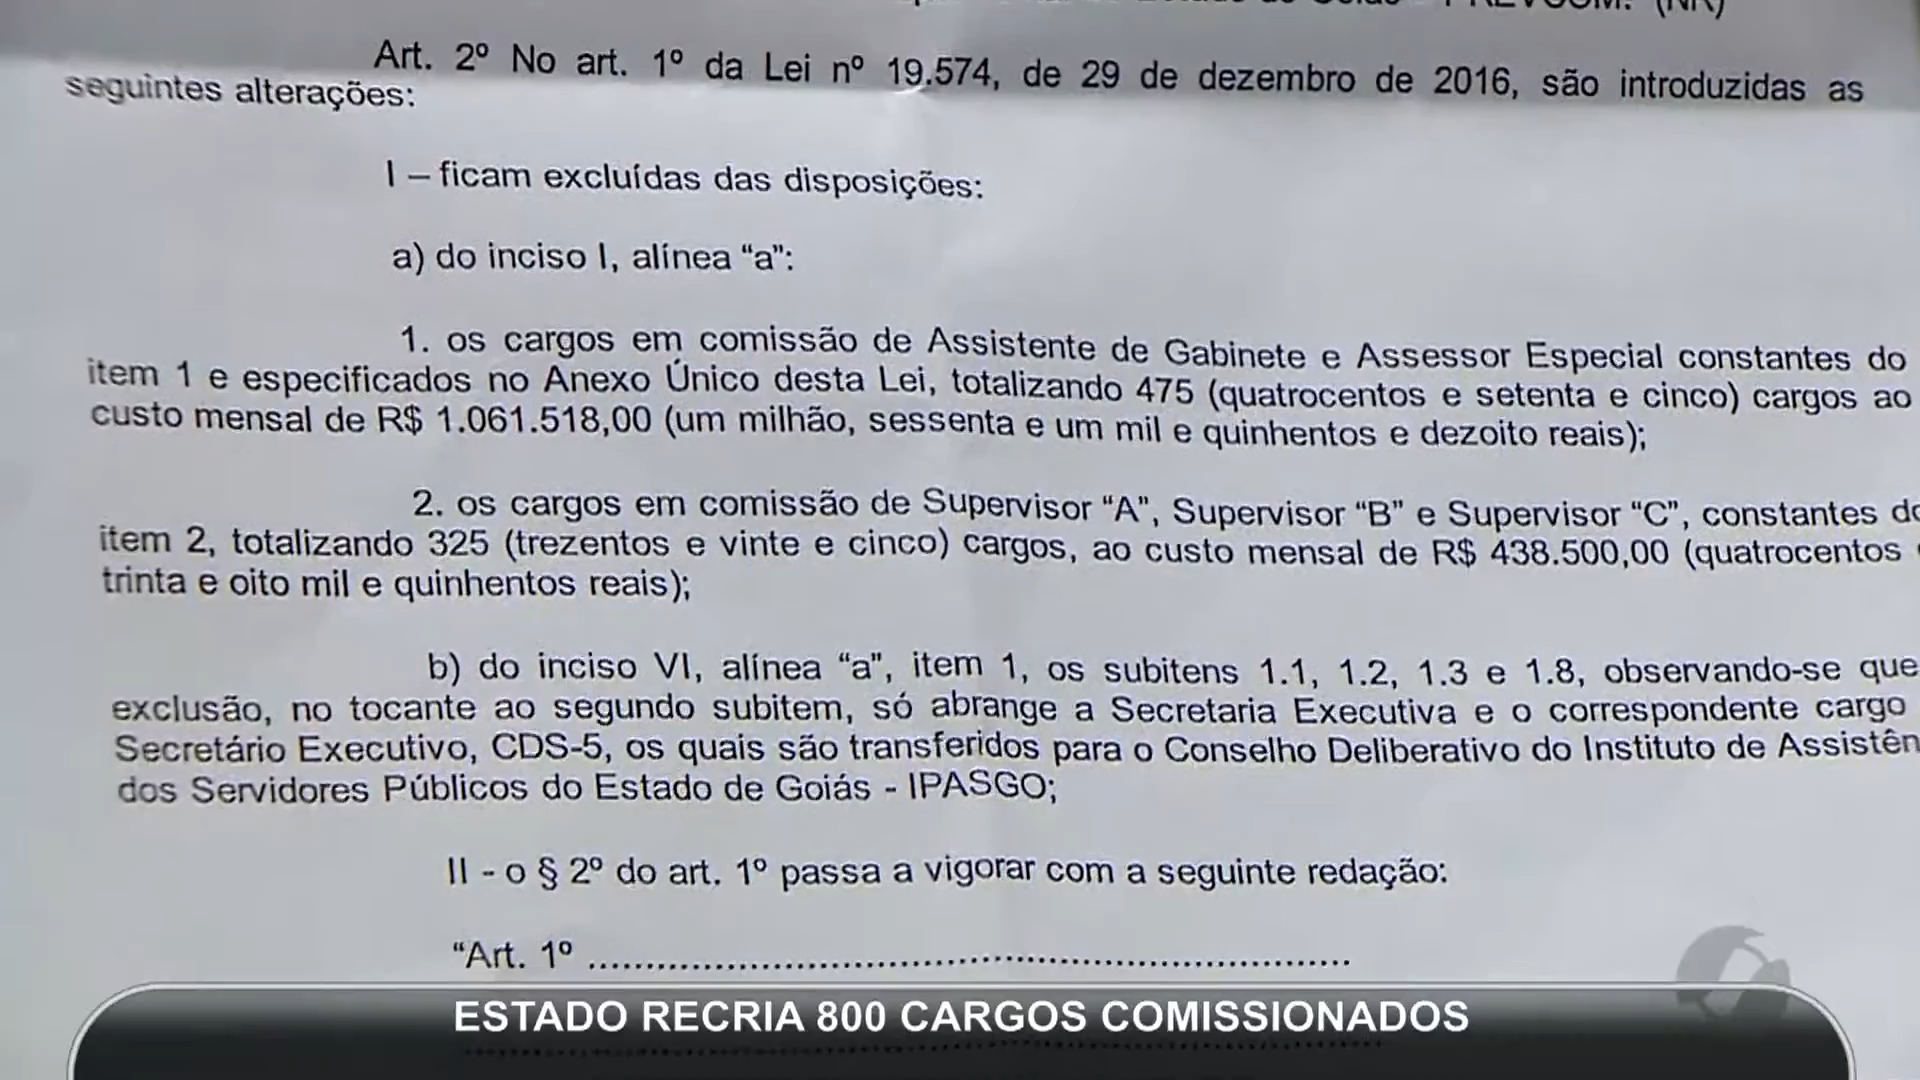 Art. 2º No art. 1º da Lei nº 19.574, de 29 de dezembro de 2016, são introduzidas as
seguintes alterações:
I – ficam excluídas das disposições:
a) do inciso I, alínea “a”:
1. os cargos em comissão de Assistente de Gabinete e Assessor Especial constantes do
item 1 e especificados no Anexo Único desta Lei, totalizando 475 (quatrocentos e setenta e cinco) cargos ao
custo mensal de R$ 1.061.518,00 (um milhão, sessenta e um mil e quinhentos e dezoito reais);
2. os cargos em comissão de Supervisor “A”, Supervisor “B” e Supervisor “C”, constantes do
item 2, totalizando 325 (trezentos e vinte e cinco) cargos, ao custo mensal de R$ 438.500,00 (quatrocentos
trinta e oito mil e quinhentos reais);
b) do inciso VI, alínea “a”, item 1, os subitens 1.1, 1.2, 1.3 e 1.8, observando-se que
exclusão, no tocante ao segundo subitem, só abrange a Secretaria Executiva e o correspondente cargo
Secretário Executivo, CDS-5, os quais são transferidos para o Conselho Deliberativo do Instituto de Assistên
dos Servidores Públicos do Estado de Goiás - IPASGO;
II - o § 2º do art. 1º passa a vigorar com a seguinte redação:
“Art. 1º ................................................................................
ESTADO RECRIA 800 CARGOS COMISSIONADOS